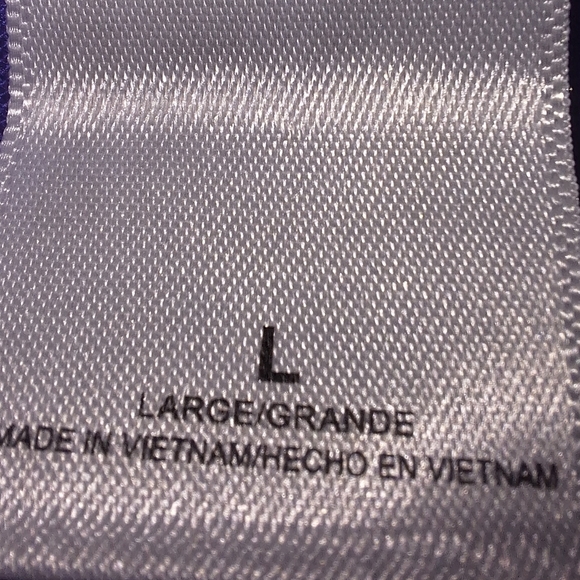 L
LARGE/GRANDE
MADE IN VIETNAM/HECHO EN VIETNAM